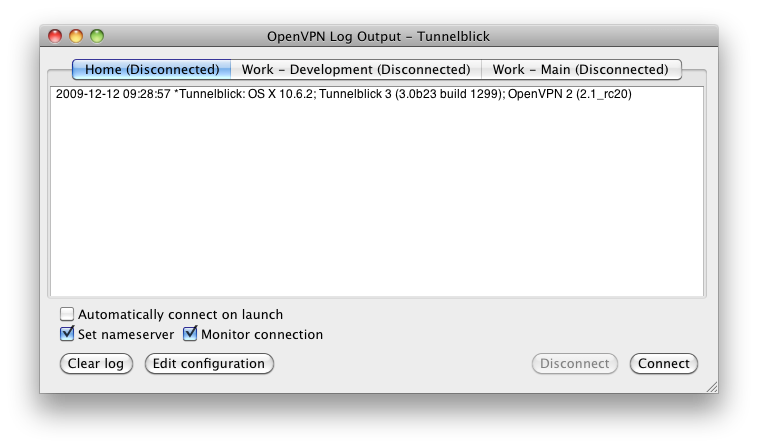 OpenVPN Log Output – Tunnelblick
Home (Disconnected) Work – Development (Disconnected) Work – Main (Disconnected)
2009-12-12 09:28:57 *Tunnelblick: OS X 10.6.2; Tunnelblick 3 (3.0b23 build 1299); OpenVPN 2 (2.1_rc20)
Automatically connect on launch
Set nameserver Monitor connection
Clear log Edit configuration Disconnect Connect